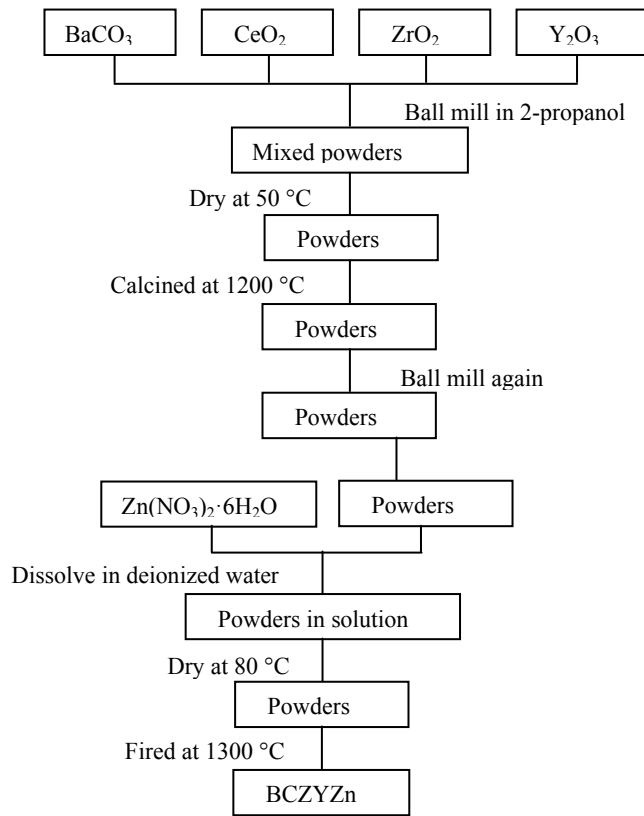 BaCO₃
CeO₂
ZrO₂
Y₂O₃
Ball mill in 2-propanol
Mixed powders
Dry at 50 °C
Powders
Calcined at 1200 °C
Powders
Ball mill again
Powders
Zn(NO₃)₂·6H₂O
Powders
Dissolve in deionized water
Powders in solution
Dry at 80 °C
Powders
Fired at 1300 °C
BCZYZn